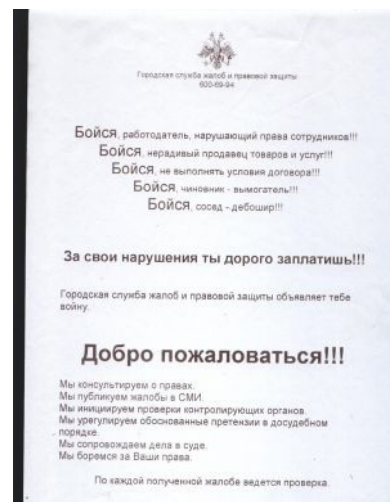 Городская служба жалоб и правовой защиты
600-69-94
Бойся, работодатель, нарушающий права сотрудников!!!
Бойся, нерадивый продавец товаров и услуг!!!
Бойся, не выполнять условия договора!!!
Бойся, чиновник - вымогатель!!!
Бойся, сосед - дебошир!!!
За свои нарушения ты дорого заплатишь!!!
Городская служба жалоб и правовой защиты объявляет тебе
войну.
Добро пожаловаться!!!
Мы консультируем о правах.
Мы публикуем жалобы в СМИ.
Мы инициируем проверки контролирующих органов.
Мы урегулируем обоснованные претензии в досудебном
порядке.
Мы сопровождаем дела в суде.
Мы боремся за Ваши права.
По каждой полученной жалобе ведется проверка.